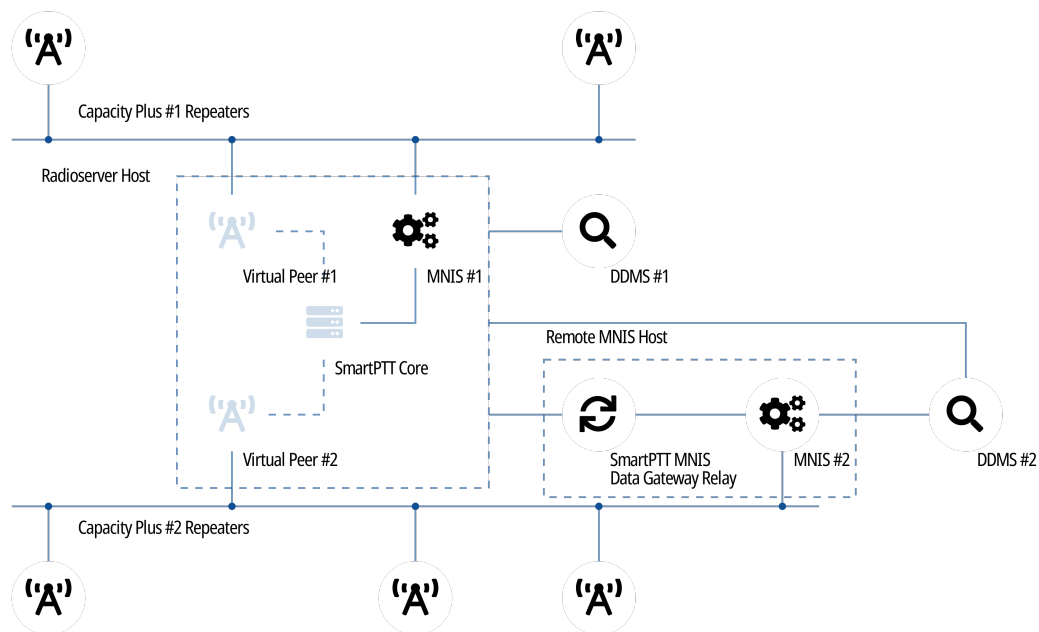 Capacity Plus #1 Repeaters
Radioserver Host
Virtual Peer #1
MNIS #1
DDMS #1
SmartPTT Core
Remote MNIS Host
Virtual Peer #2
SmartPTT MNIS
Data Gateway Relay
MNIS #2
DDMS #2
Capacity Plus #2 Repeaters